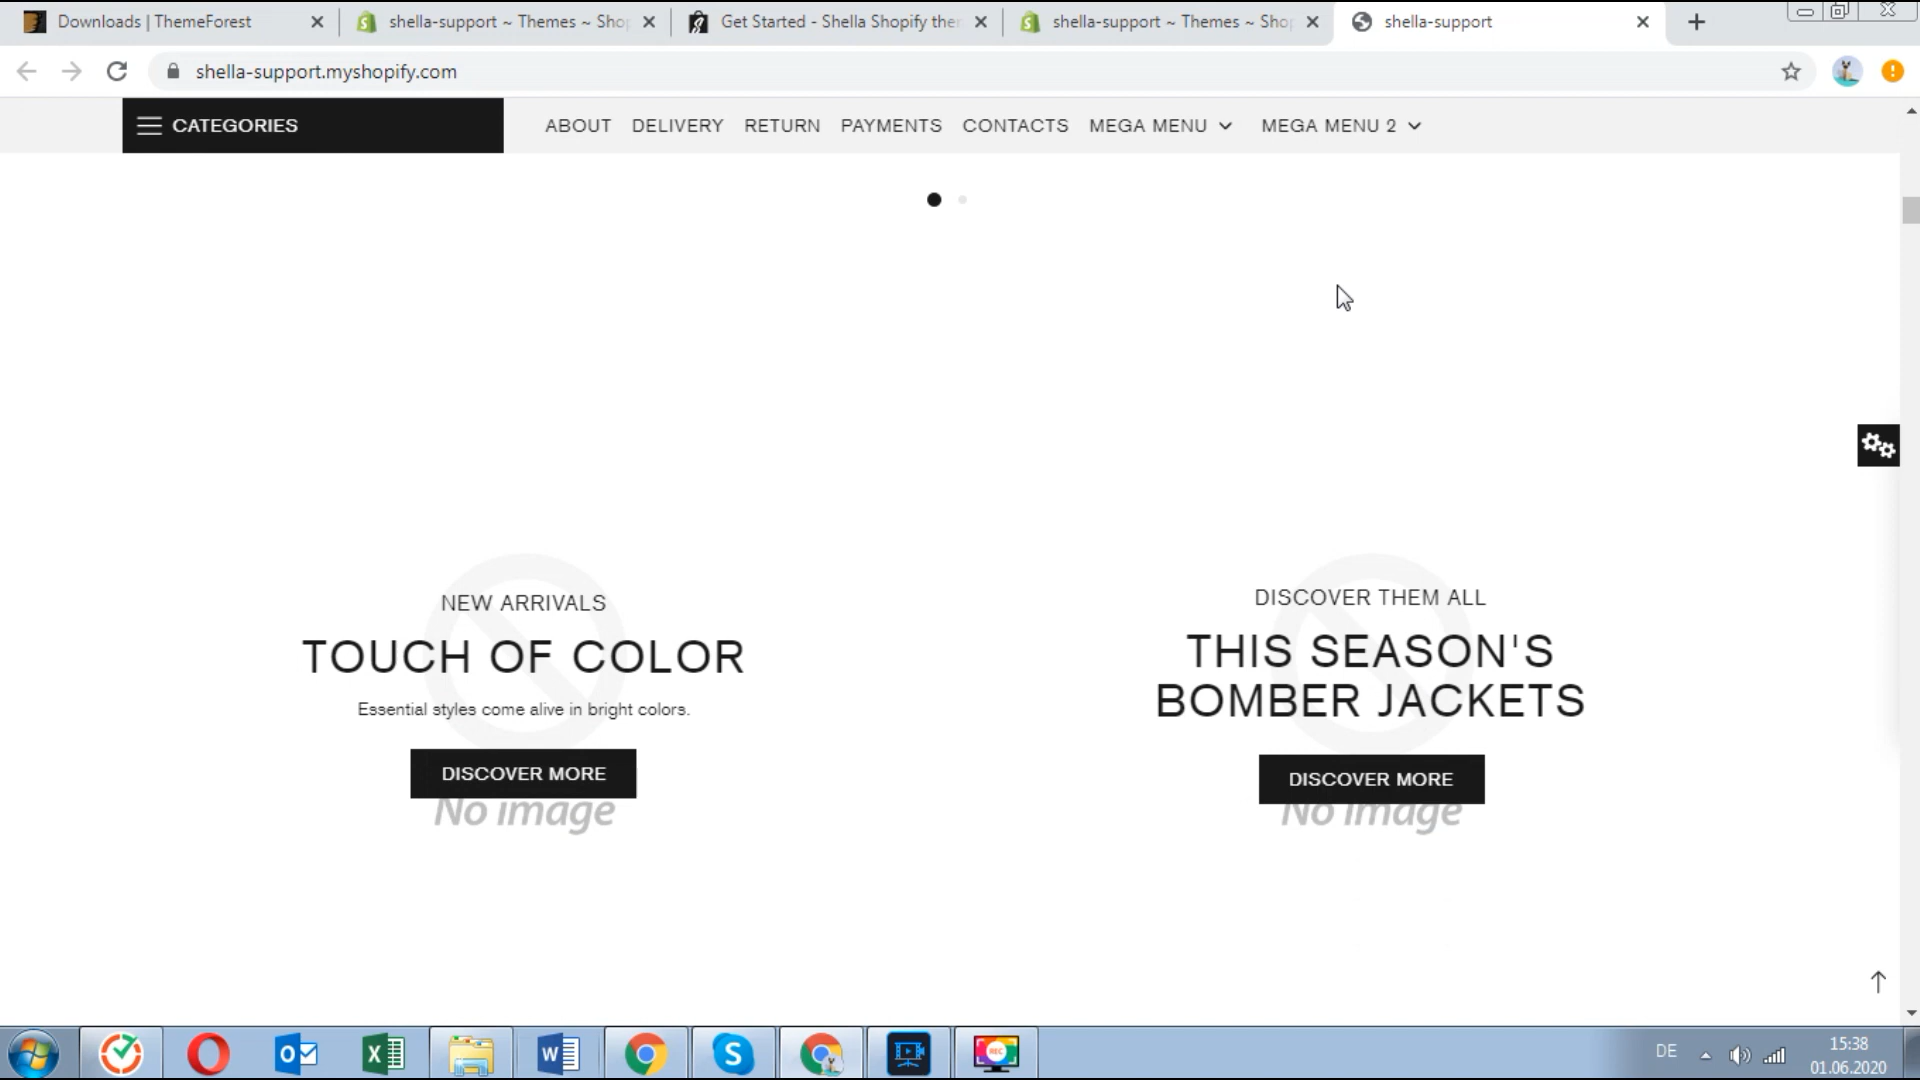 Downloads | ThemeForest
shella-support ~ Themes ~ Shop
Get Started - Shella Shopify ther
shella-support ~ Themes ~ Shop
shella-support
shella-support.myshopify.com
CATEGORIES
ABOUT DELIVERY RETURN PAYMENTS CONTACTS MEGA MENU MEGA MENU 2
NEW ARRIVALS
TOUCH OF COLOR
Essential styles come alive in bright colors.
DISCOVER MORE
No image
DISCOVER THEM ALL
THIS SEASON'S
BOMBER JACKETS
DISCOVER MORE
No image
REC
DE
15:38
01.06.2020